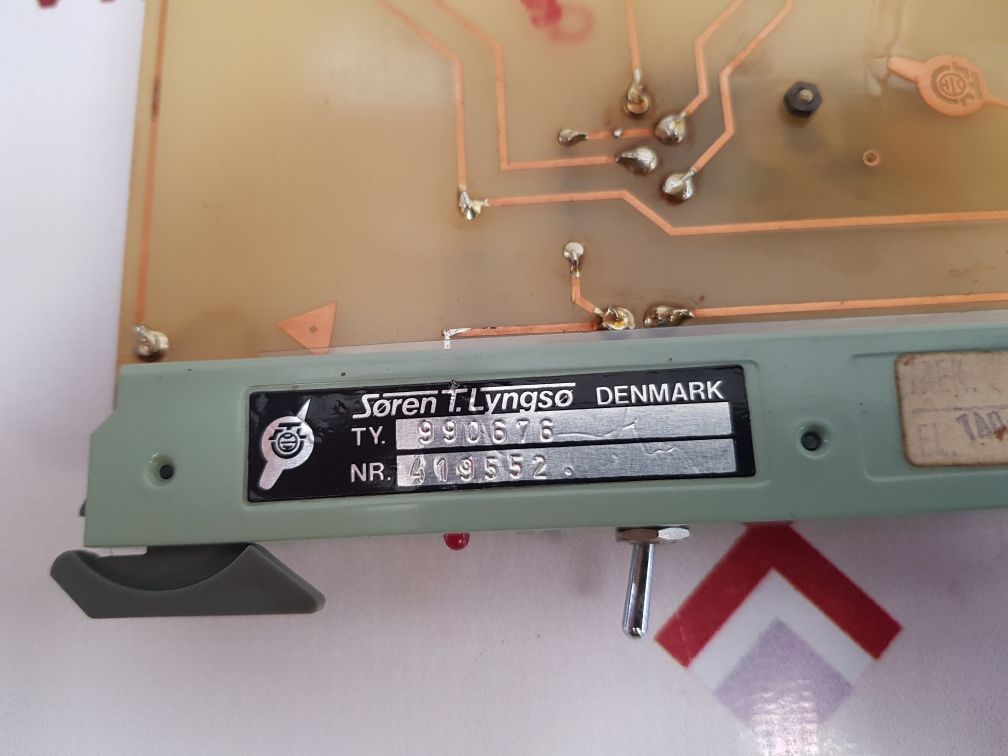 Søren T. Lyngsø DENMARK
TY. 990676
NR. 419552.